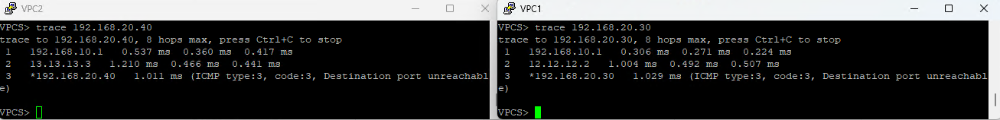 VPC2
VPCS> trace 192.168.20.40
trace to 192.168.20.40, 8 hops max, press Ctrl+C to stop
1 192.168.10.1 0.537 ms 0.360 ms 0.417 ms
2 13.13.13.3 1.210 ms 0.466 ms 0.441 ms
3 *192.168.20.40 1.011 ms (ICMP type:3, code:3, Destination port unreachabl
e)
VPCS>
VPC1
VPCS> trace 192.168.20.30
trace to 192.168.20.30, 8 hops max, press Ctrl+C to stop
1 192.168.10.1 0.306 ms 0.271 ms 0.224 ms
2 12.12.12.2 1.004 ms 0.492 ms 0.507 ms
3 *192.168.20.30 1.029 ms (ICMP type:3, code:3, Destination port unreachabl
e)
VPCS>